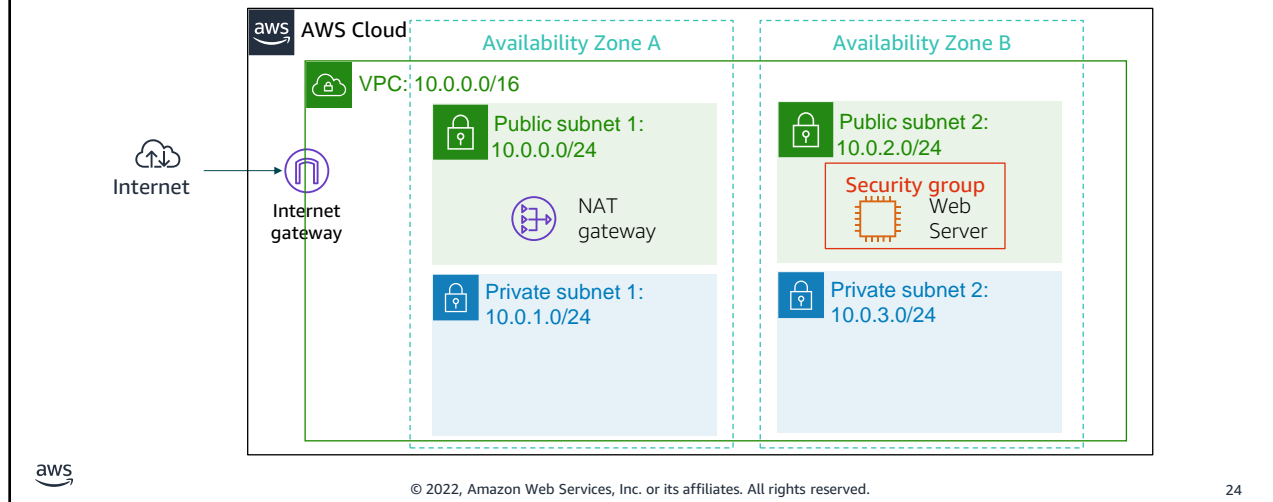 aws AWS Cloud
Availability Zone A
Availability Zone B
VPC: 10.0.0.0/16
Public subnet 1:
10.0.0.0/24
Public subnet 2:
10.0.2.0/24
Internet
Internet
gateway
NAT
gateway
Security group
Web
Server
Private subnet 1:
10.0.1.0/24
Private subnet 2:
10.0.3.0/24
aws
© 2022, Amazon Web Services, Inc. or its affiliates. All rights reserved.
24